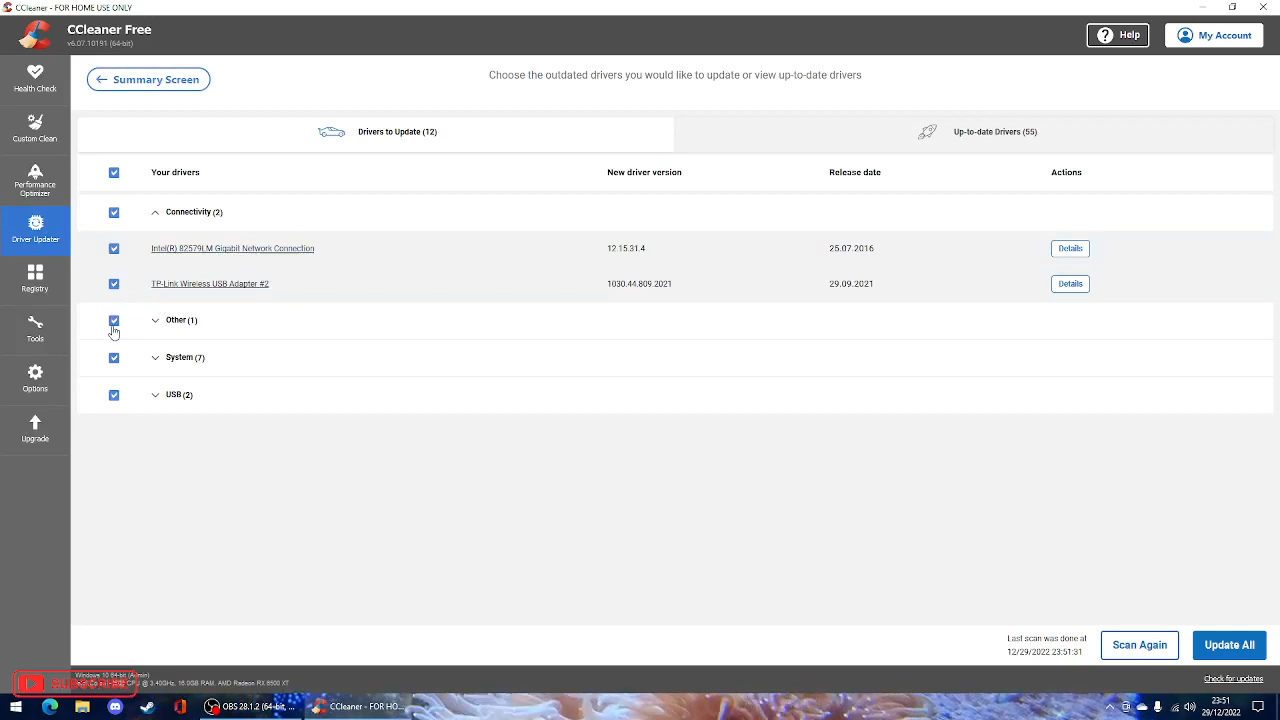 CCleaner - FOR HOME USE ONLY
CCleaner Free
v6.07.10191 (64-bit)
Help
My Account
Health Check
Custom Clean
Performance
Optimizer
Driver Updater
Registry
Tools
Options
Upgrade
Summary Screen
Choose the outdated drivers you would like to update or view up-to-date drivers
Drivers to Update (12)
Up-to-date Drivers (55)
Your drivers New driver version Release date Actions
Connectivity (2)
Intel(R) 82579LM Gigabit Network Connection 12.15.31.4 25.07.2016 Details
TP-Link Wireless USB Adapter #2 1030.44.809.2021 29.09.2021 Details
Other (1)
System (7)
USB (2)
Last scan was done at
12/29/2022 23:51:31
Scan Again
Update All
Windows 10 64-bit (Admin)
CPU @ 3.40GHz, 16.0GB RAM, AMD Radeon RX 6500 XT
Check for updates
SUBSCRIBE
OBS 28.1.2 (64-bit, ...
CCleaner - FOR HO...
23:51
29/12/2022